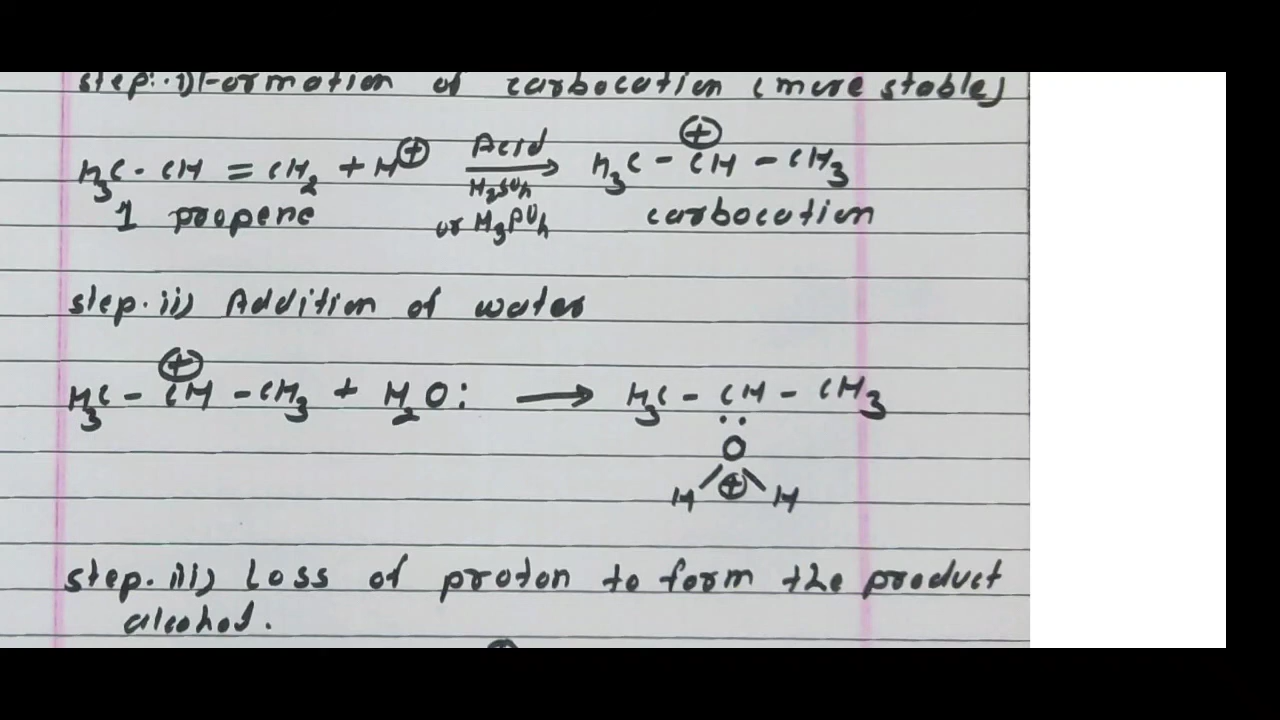 step:- i) Formation of carbocation (more stable)
H3C - CH = CH2 + H⊕ Acid → H3C - CH - CH3 ⊕
H2SO4
1 propene or H3PO4 carbocation
step. ii) Addition of water
⊕
H3C - CH - CH3 + H2O: → H3C - CH - CH3
..
O
H ⊕ H
step. iii) Loss of proton to form the product
alcohol.